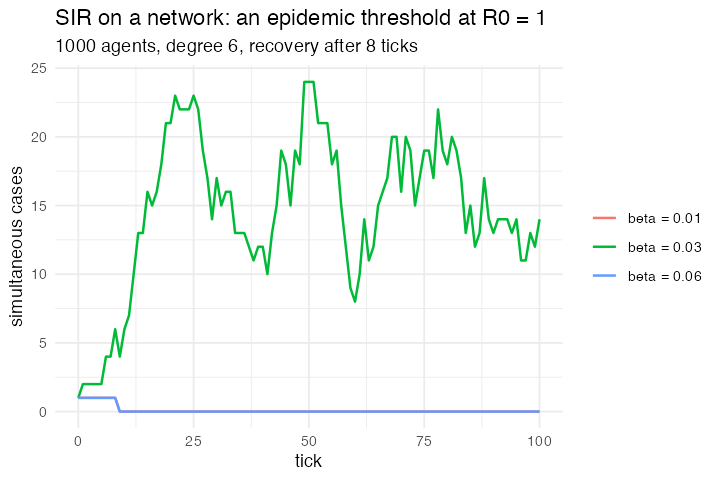 SIR on a network: an epidemic threshold at R0 = 1
1000 agents, degree 6, recovery after 8 ticks
simultaneous cases
25
20
15
10
5
0
0 25 50 75 100
tick
beta = 0.01
beta = 0.03
beta = 0.06